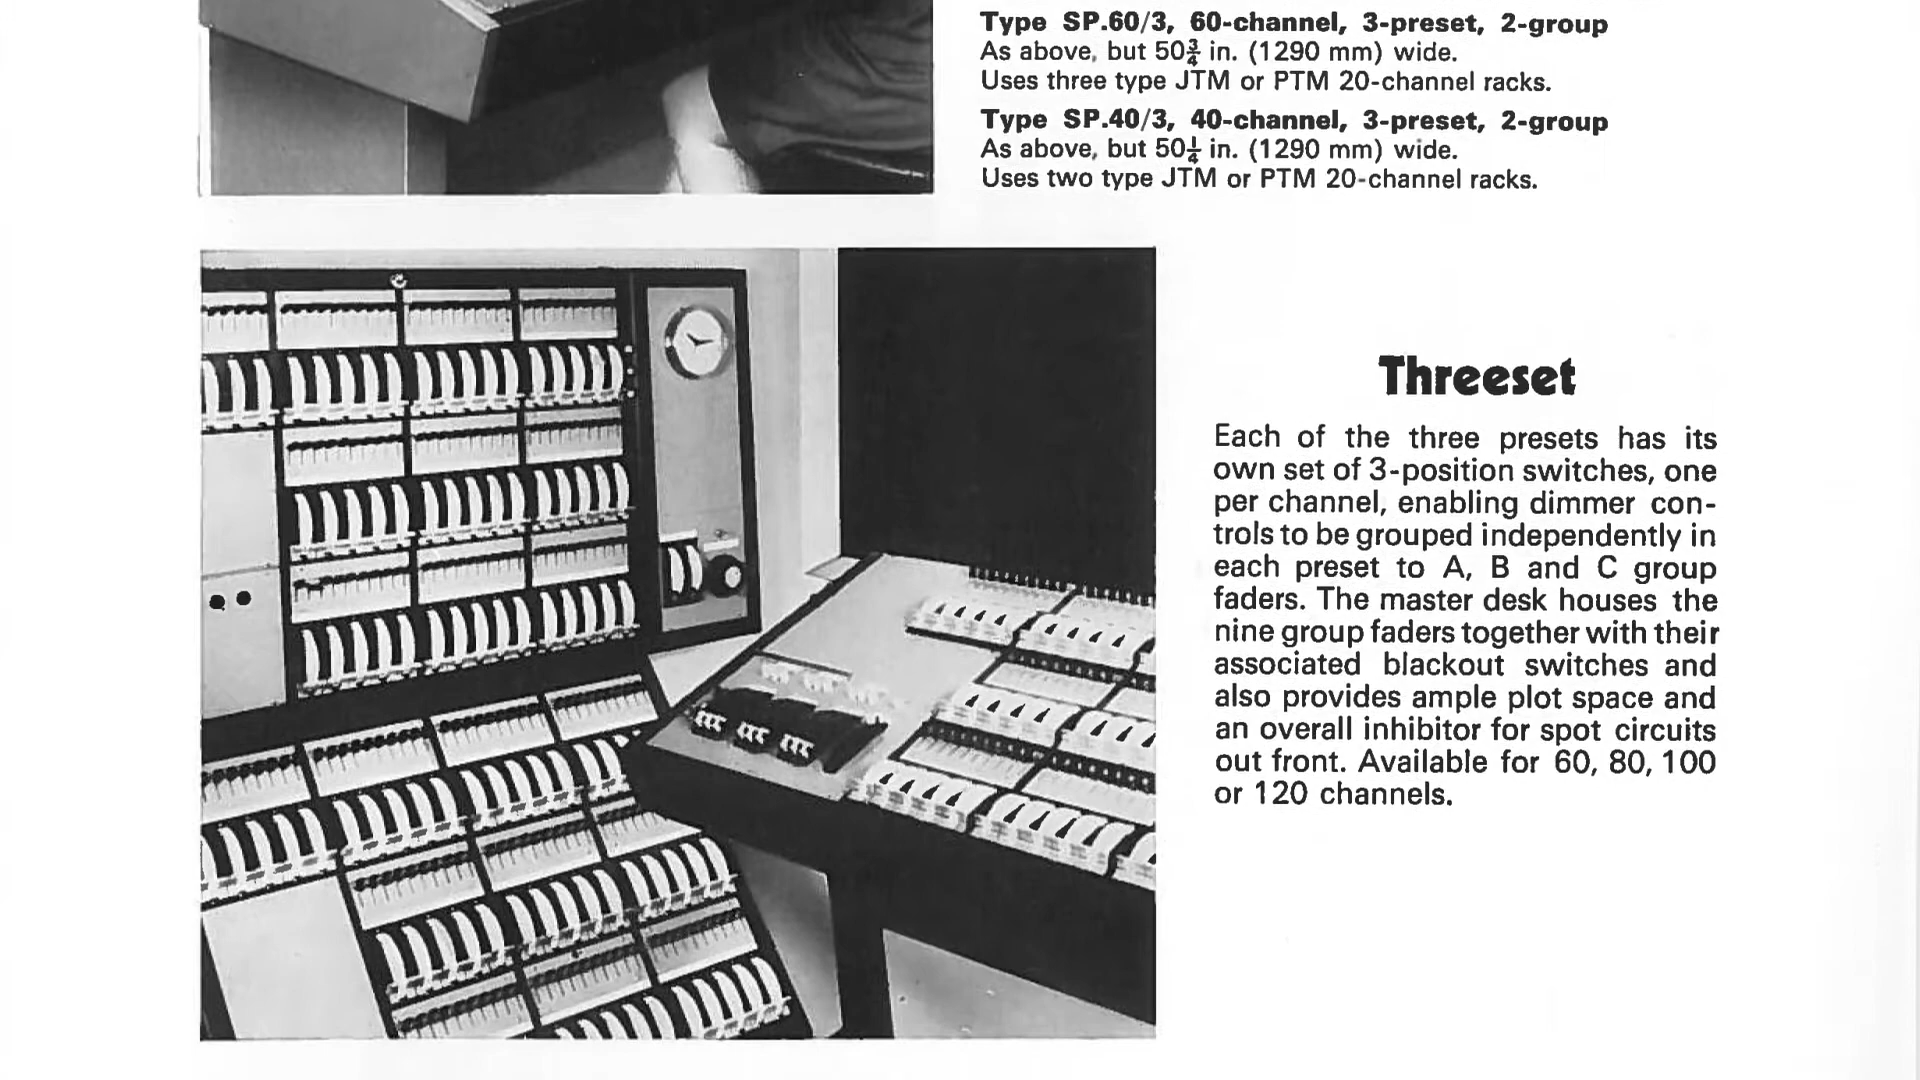 Type SP.60/3, 60-channel, 3-preset, 2-group
As above, but 50¾ in. (1290 mm) wide.
Uses three type JTM or PTM 20-channel racks.
Type SP.40/3, 40-channel, 3-preset, 2-group
As above, but 50¼ in. (1290 mm) wide.
Uses two type JTM or PTM 20-channel racks.
Threeset
Each of the three presets has its
own set of 3-position switches, one
per channel, enabling dimmer con-
trols to be grouped independently in
each preset to A, B and C group
faders. The master desk houses the
nine group faders together with their
associated blackout switches and
also provides ample plot space and
an overall inhibitor for spot circuits
out front. Available for 60, 80, 100
or 120 channels.